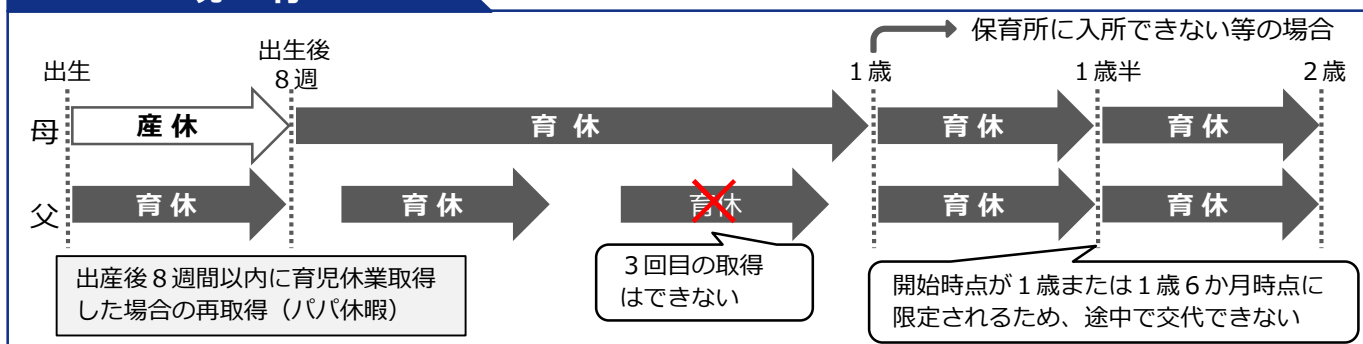 保育所に入所できない等の場合
出生
出生後
８週
１歳
１歳半
２歳
母
産 休
育 休
育 休
育 休
父
育 休
育 休
育休
育 休
育 休
出産後８週間以内に育児休業取得
した場合の再取得（パパ休暇）
３回目の取得
はできない
開始時点が１歳または１歳６か月時点に
限定されるため、途中で交代できない